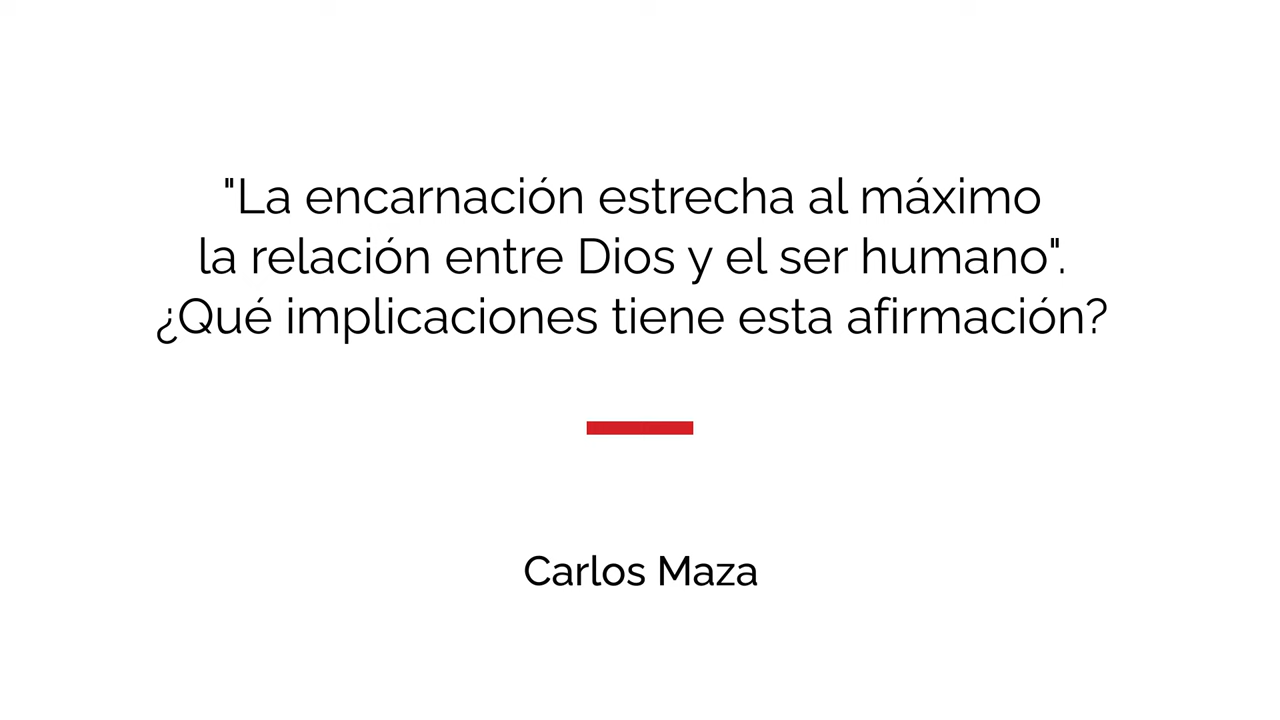 "La encarnación estrecha al máximo
la relación entre Dios y el ser humano".
¿Qué implicaciones tiene esta afirmación?
Carlos Maza